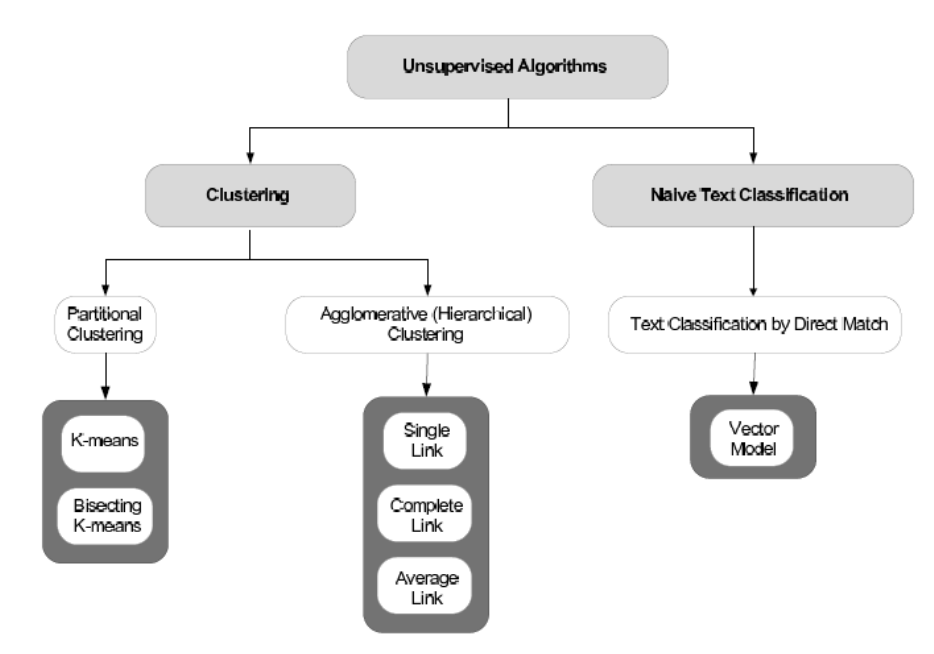 Unsupervised Algorithms
Clustering
Naive Text Classification
Partitional
Clustering
Agglomerative (Hierarchical)
Clustering
Text Classification by Direct Match
K-means
Bisecting
K-means
Single
Link
Complete
Link
Average
Link
Vector
Model